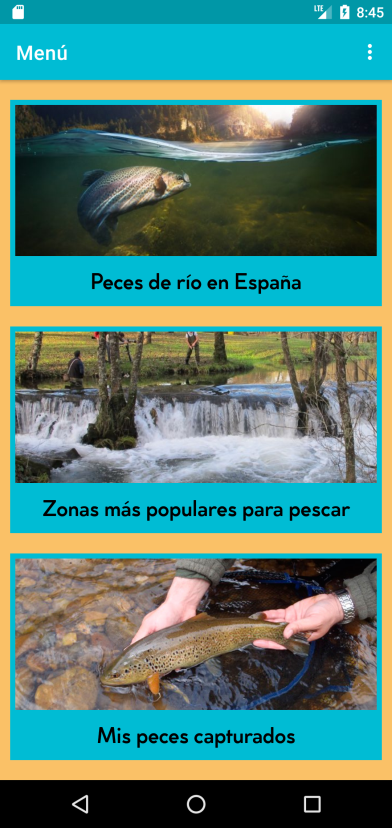 LTE 8:45
Menú
Peces de río en España
Zonas más populares para pescar
Mis peces capturados